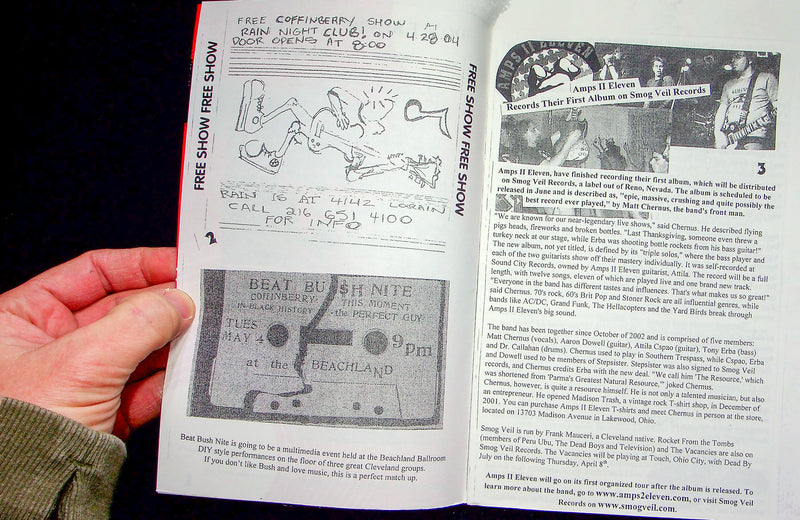 FREE COFFINBERRY SHOW AT
RAIN NIGHT CLUB! ON 4.28.04
DOOR OPENS AT 8:00
FREE SHOW FREE SHOW
FREE SHOW FREE SHOW
RAIN IS AT 4142 LORAIN
CALL 216 651 4100
FOR INFO
2
BEAT BU$H NITE
COFFINBERRY·
IN·BLACK HISTORY
THIS MOMENT
the PERFECT GUY
TUES
MAY 4
9pm
at the BEACHLAND
Beat Bush Nite is going to be a multimedia event held at the Beachland Ballroom
DIY style performances on the floor of three great Cleveland groups.
If you don't like Bush and love music, this is a perfect match up.
AMPS II ELEVEN
Amps II Eleven
Records Their First Album on Smog Veil Records
3
Amps II Eleven, have finished recording their first album, which will be distributed
on Smog Veil Records, a label out of Reno, Nevada. The album is scheduled to be
released in June and is described as, "epic, massive, crushing and quite possibly the
best record ever played," by Matt Chernus, the band's front man.
"We are known for our near-legendary live shows," said Chernus. He described flying
pigs heads, fireworks and broken bottles. "Last Thanksgiving, someone even threw a
turkey neck at our stage, while Erba was shooting bottle rockets from his bass guitar!"
The new album, not yet titled, is defined by its "triple solos," where the bass player and
each of the two guitarists show off their mastery individually. It was self-recorded at
Sound City Records, owned by Amps II Eleven guitarist, Attila. The record will be a full
length, with twelve songs, eleven of which are played live and one brand new track.
"Everyone in the band has different tastes and influences. That's what makes us so great!"
said Chernus. 70's rock, 60's Brit Pop and Stoner Rock are all influential genres, while
bands like AC/DC, Grand Funk, The Hellacopters and the Yard Birds break through
Amps II Eleven's big sound.
The band has been together since October of 2002 and is comprised of five members:
Matt Chernus (vocals), Aaron Dowell (guitar), Attila Cspao (guitar), Tony Erba (bass)
and Dr. Callahan (drums). Chernus used to play in Southern Trespass, while Cspao, Erba
and Dowell used to be members of Stepsister. Stepsister was also signed to Smog Veil
records, and Chernus credits Erba with the new deal. "We call him 'The Resource,' which
was shortened from 'Parma's Greatest Natural Resource,'" joked Chernus.
Chernus, however, is quite a resource himself. He is not only a talented musician, but also
an entrepreneur. He opened Madison Trash, a vintage rock T-shirt shop, in December of
2001. You can purchase Amps II Eleven T-shirts and meet Chernus in person at the store,
located on 13703 Madison Avenue in Lakewood, Ohio.
Smog Veil is run by Frank Mauceri, a Cleveland native. Rocket From the Tombs
(members of Peru Ubu, The Dead Boys and Television) and The Vacancies are also on
Smog Veil Records. The Vacancies will be playing at Touch, Ohio City, with Dead By
July on the following Thursday, April 8th.
Amps II Eleven will go on its first organized tour after the album is released. To
learn more about the band, go to www.amps2eleven.com, or visit Smog Veil
Records on www.smogveil.com.